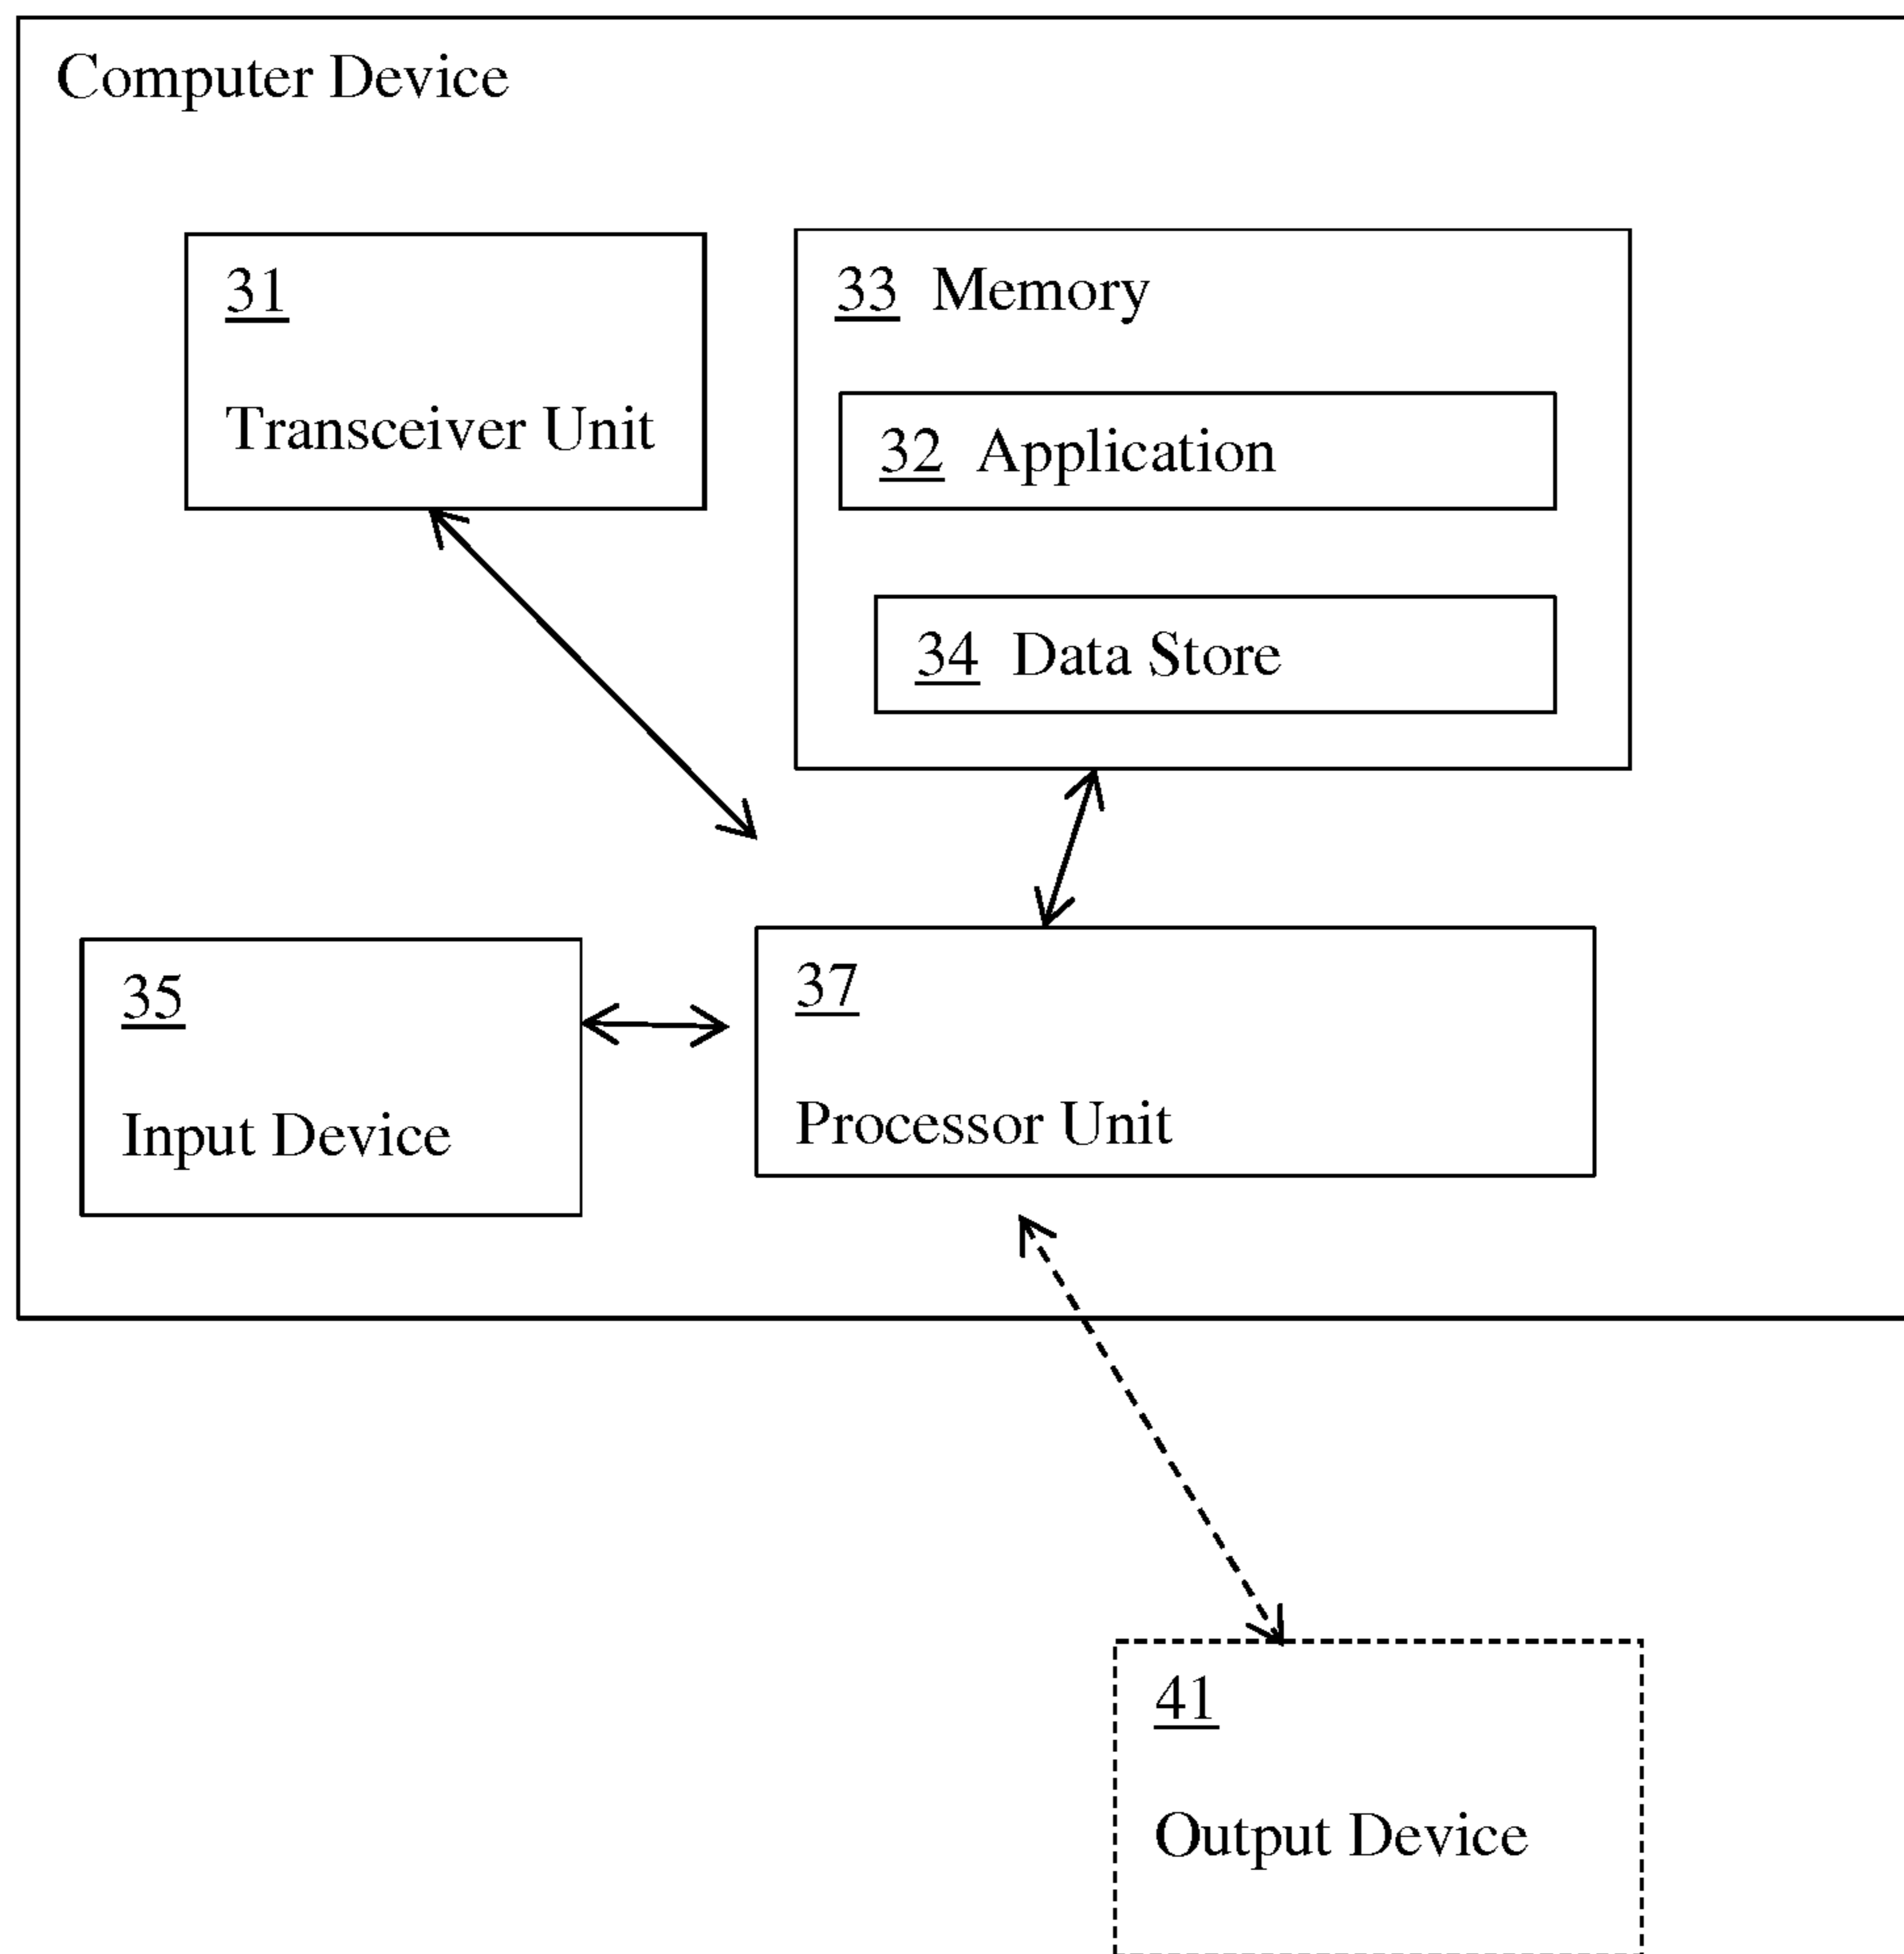 Computer Device
31
Transceiver Unit
33 Memory
32 Application
34 Data Store
35
Input Device
37
Processor Unit
41
Output Device